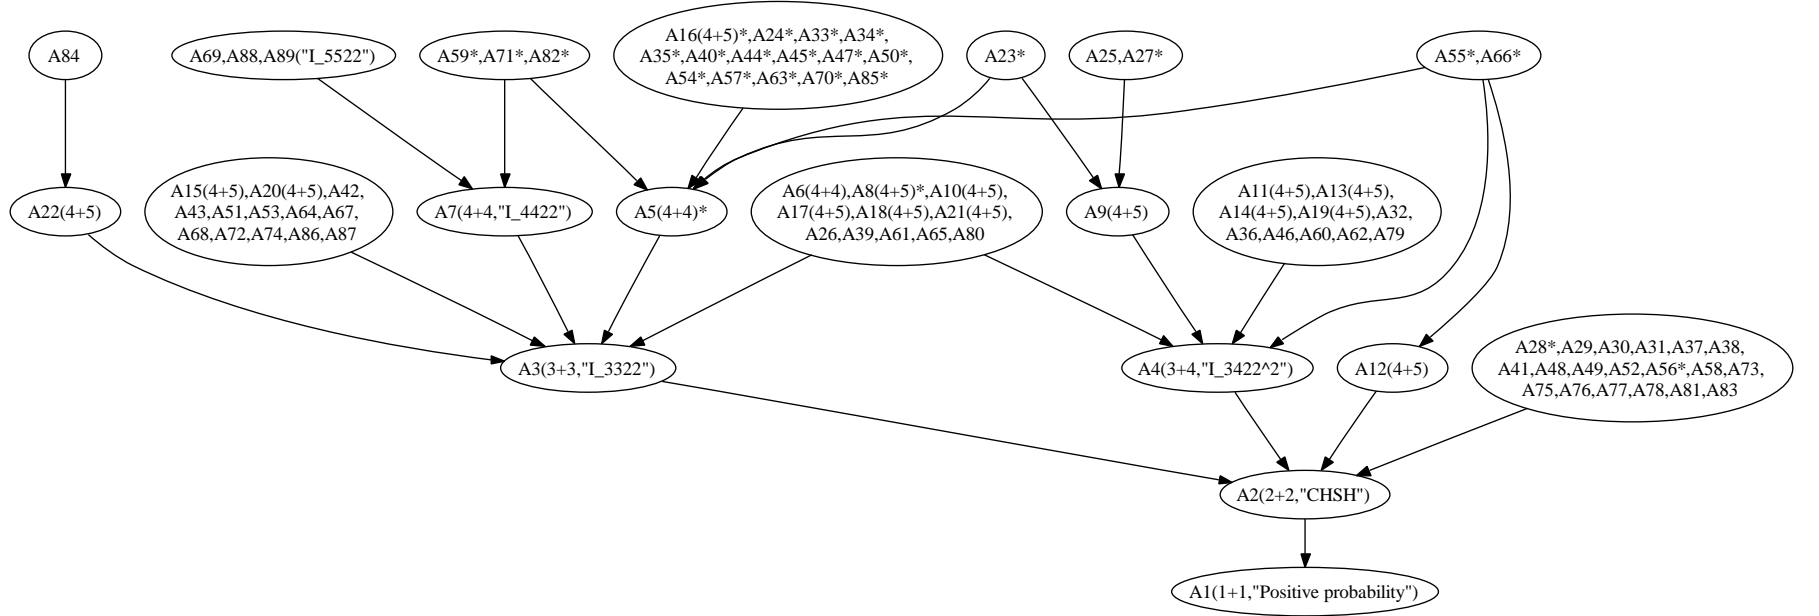 A84
A69,A88,A89("I_5522")
A59*,A71*,A82*
A16(4+5)*,A24*,A33*,A34*,
A35*,A40*,A44*,A45*,A47*,A50*,
A54*,A57*,A63*,A70*,A85*
A23*
A25,A27*
A55*,A66*
A22(4+5)
A15(4+5),A20(4+5),A42,
A43,A51,A53,A64,A67,
A68,A72,A74,A86,A87
A7(4+4,"I_4422")
A5(4+4)*
A6(4+4),A8(4+5)*,A10(4+5),
A17(4+5),A18(4+5),A21(4+5),
A26,A39,A61,A65,A80
A9(4+5)
A11(4+5),A13(4+5),
A14(4+5),A19(4+5),A32,
A36,A46,A60,A62,A79
A3(3+3,"I_3322")
A4(3+4,"I_3422^2")
A12(4+5)
A28*,A29,A30,A31,A37,A38,
A41,A48,A49,A52,A56*,A58,A73,
A75,A76,A77,A78,A81,A83
A2(2+2,"CHSH")
A1(1+1,"Positive probability")